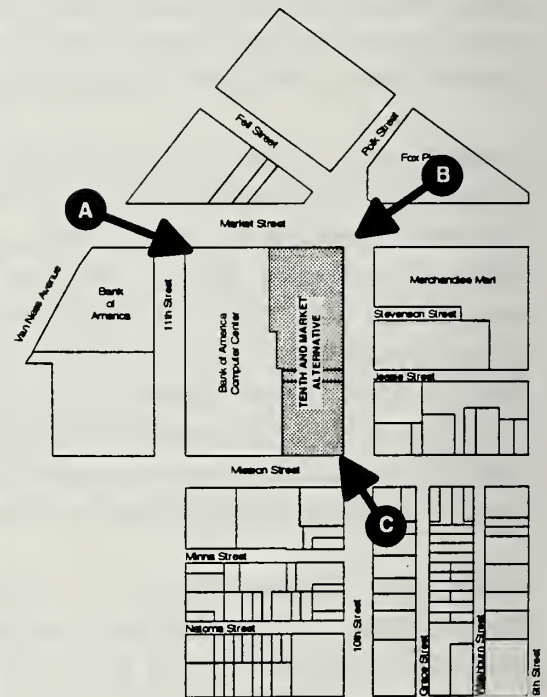 Fell Street
Polk Street
B
A
Market Street
Van Ness Avenue
Bank
of
America
11th Street
Bank of America
Computer Center
TENTH AND MARKET
ALTERNATIVE
Merchandise Mart
Stevenson Street
Jessie Street
Mission Street
C
Minna Street
Natoma Street
10th Street
Grace Street
Washburn Street
9th Street